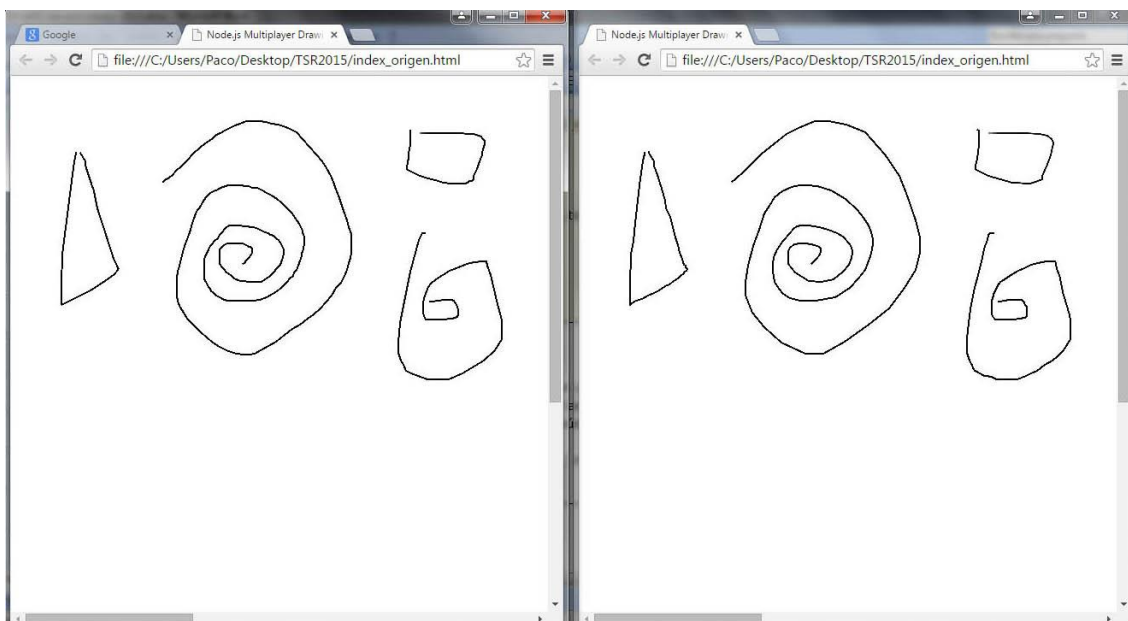 Google
Node.js Multiplayer Draw
file:///C:/Users/Paco/Desktop/TSR2015/index_origen.html
Node.js Multiplayer Draw
file:///C:/Users/Paco/Desktop/TSR2015/index_origen.html